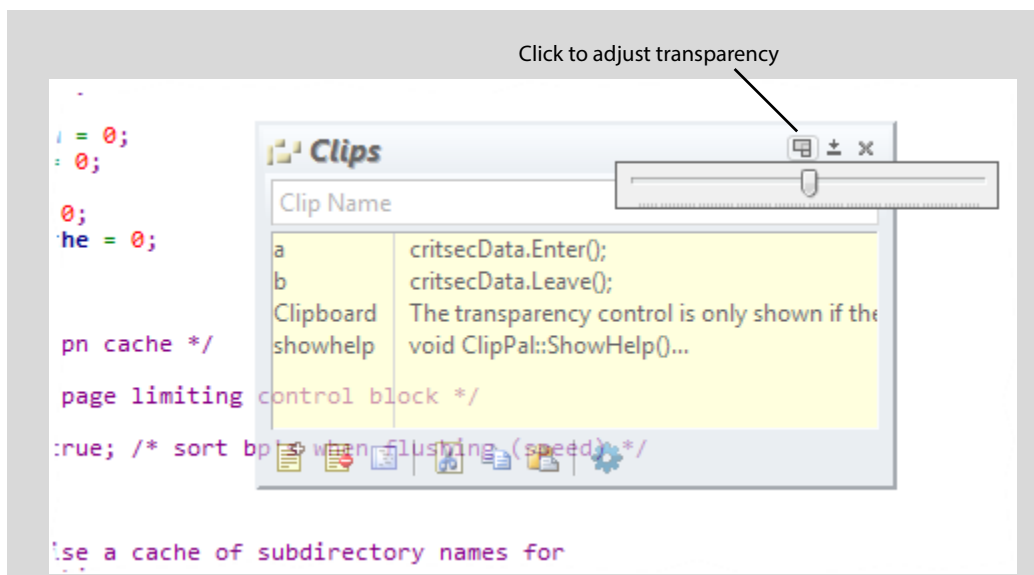 Click to adjust transparency
= 0;
= 0;
Clips
0;
Clip Name
he = 0;
a critsecData.Enter();
b critsecData.Leave();
Clipboard The transparency control is only shown if the
showhelp void ClipPal::ShowHelp()...
pn cache */
page limiting control block */
rue; /* sort bp's when flushing (speed) */
se a cache of subdirectory names for